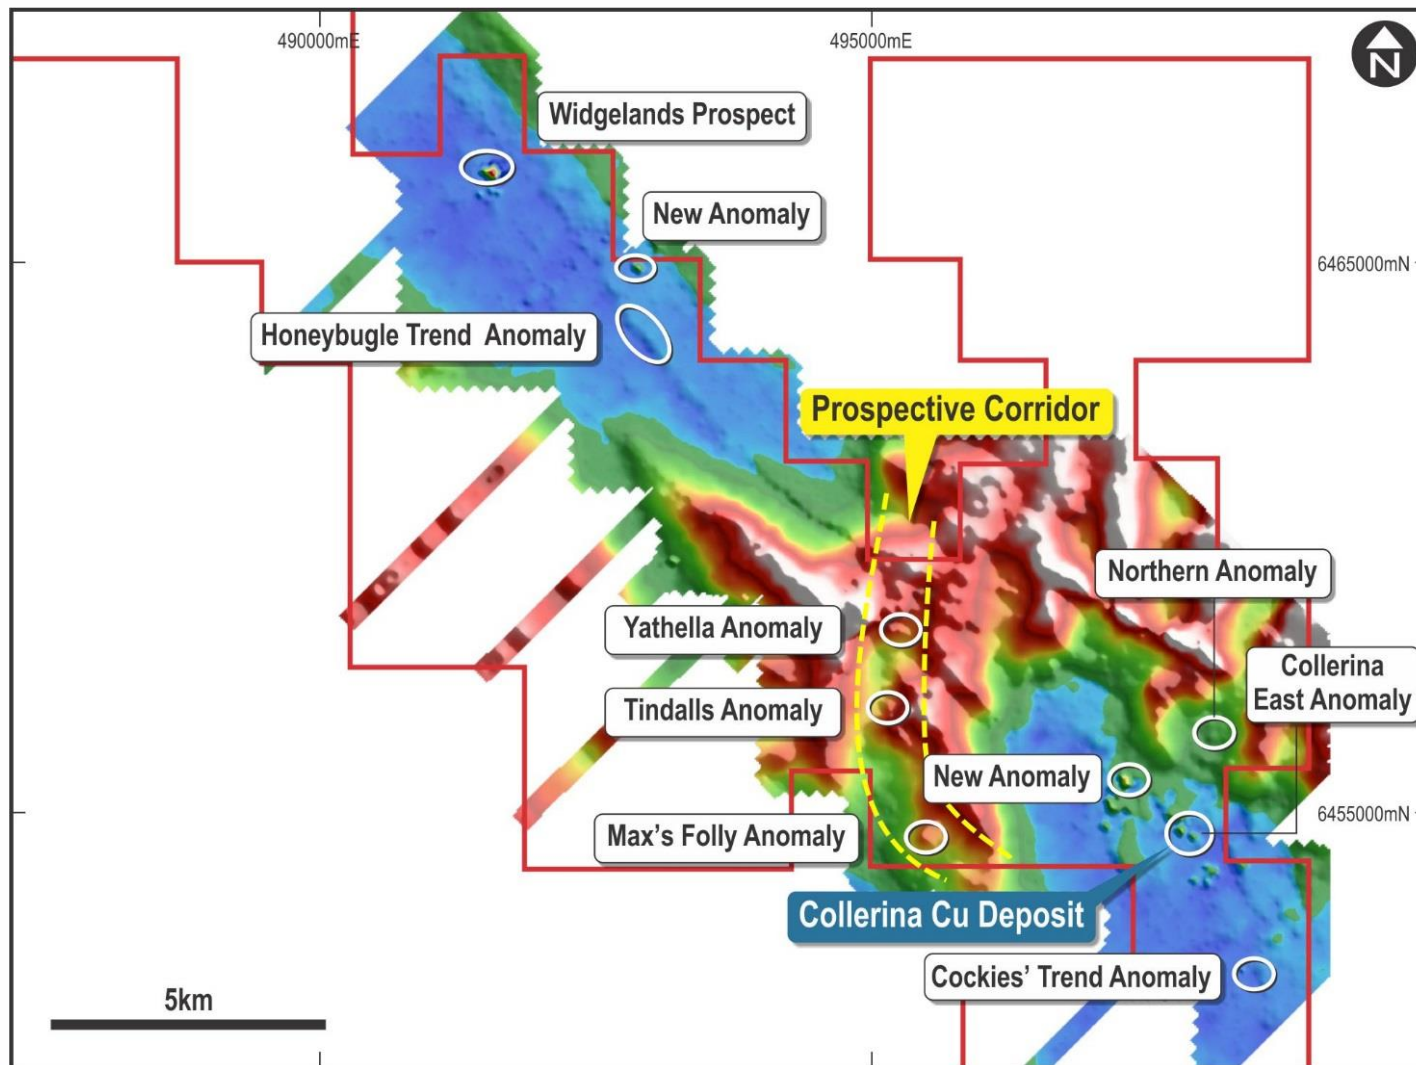 490000mE
495000mE
N
Widgelands Prospect
New Anomaly
6465000mN
Honeybugle Trend Anomaly
Prospective Corridor
Northern Anomaly
Yathella Anomaly
Collerina
East Anomaly
Tindalls Anomaly
New Anomaly
6455000mN
Max's Folly Anomaly
Collerina Cu Deposit
Cockies' Trend Anomaly
5km